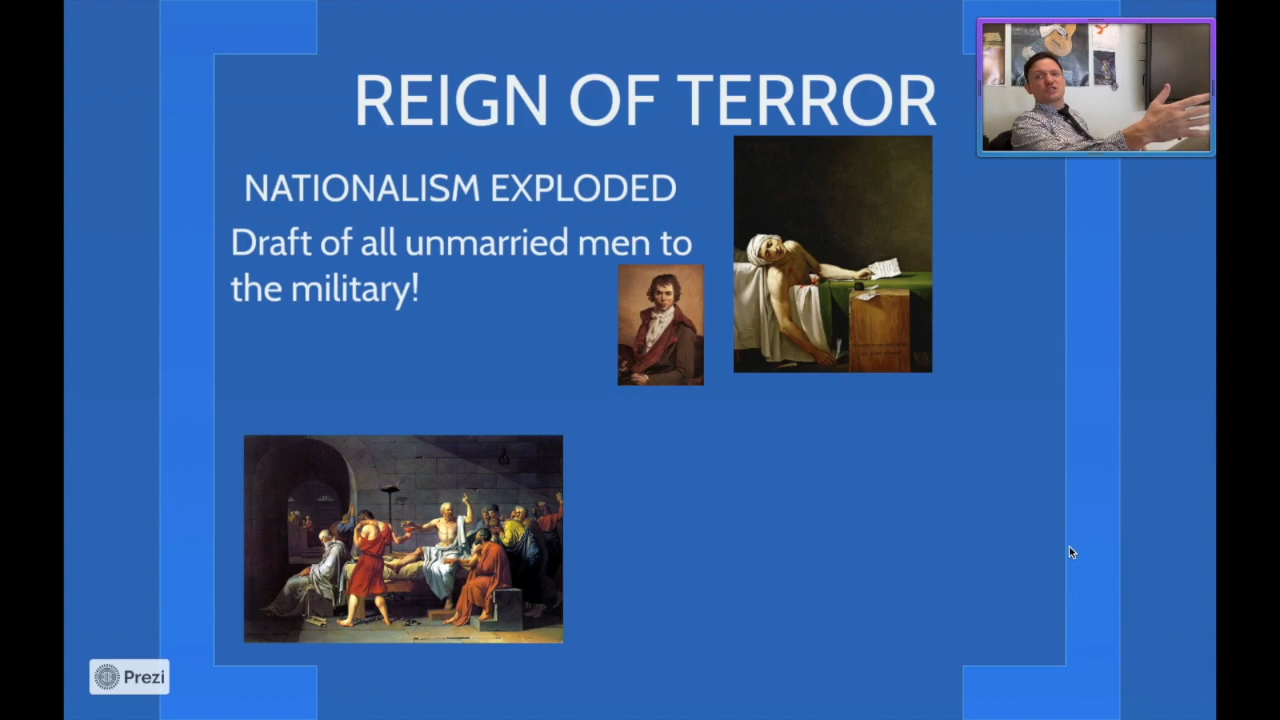 REIGN OF TERROR
NATIONALISM EXPLODED
Draft of all unmarried men to
the military!
Prezi